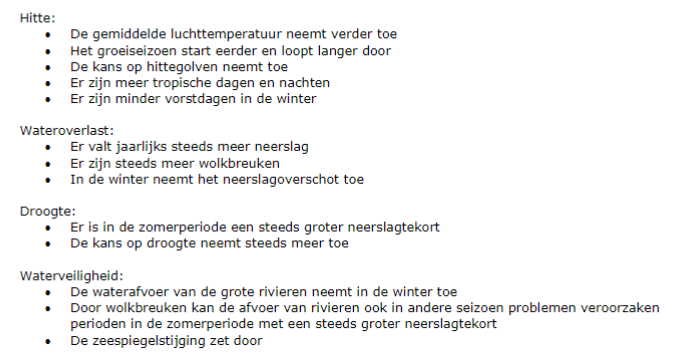 Hitte:
• De gemiddelde luchttemperatuur neemt verder toe
• Het groeiseizoen start eerder en loopt langer door
• De kans op hittegolven neemt toe
• Er zijn meer tropische dagen en nachten
• Er zijn minder vorstdagen in de winter
Wateroverlast:
• Er valt jaarlijks steeds meer neerslag
• Er zijn steeds meer wolkbreuken
• In de winter neemt het neerslagoverschot toe
Droogte:
• Er is in de zomerperiode een steeds groter neerslagtekort
• De kans op droogte neemt steeds meer toe
Waterveiligheid:
• De waterafvoer van de grote rivieren neemt in de winter toe
• Door wolkbreuken kan de afvoer van rivieren ook in andere seizoen problemen veroorzaken
perioden in de zomerperiode met een steeds groter neerslagtekort
• De zeespiegelstijging zet door